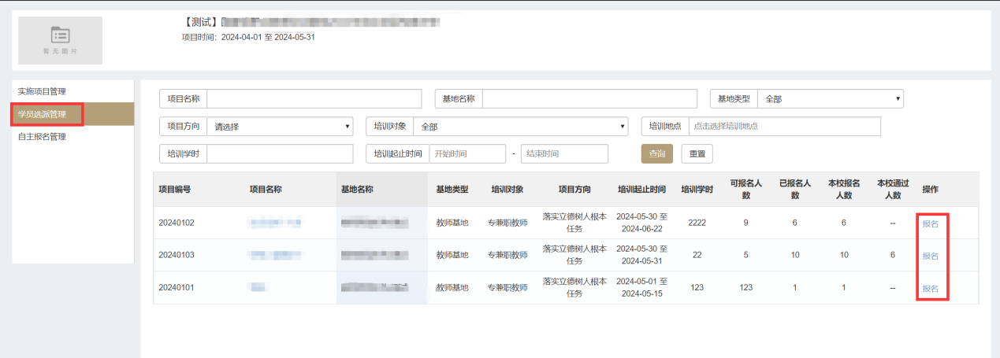 【测试】
项目时间：2024-04-01 至 2024-05-31
暂无图片
实施项目管理
学员选派管理
自主报名管理
项目名称
基地名称
基地类型 全部
项目方向 请选择
培训对象 全部
培训地点 点击选择培训地点
培训学时
培训起止时间 开始时间 - 结束时间
查询 重置
项目编号 项目名称 基地名称 基地类型 培训对象 项目方向 培训起止时间 培训学时 可报名人数 已报名人数 本校报名人数 本校通过人数 操作
20240102 教师基地 专兼职教师 落实立德树人根本任务 2024-05-30 至 2024-06-22 2222 9 6 6 -- 报名
20240103 教师基地 专兼职教师 落实立德树人根本任务 2024-05-30 至 2024-05-31 22 5 10 10 6 报名
20240101 教师基地 专兼职教师 落实立德树人根本任务 2024-05-01 至 2024-05-15 123 123 1 1 -- 报名